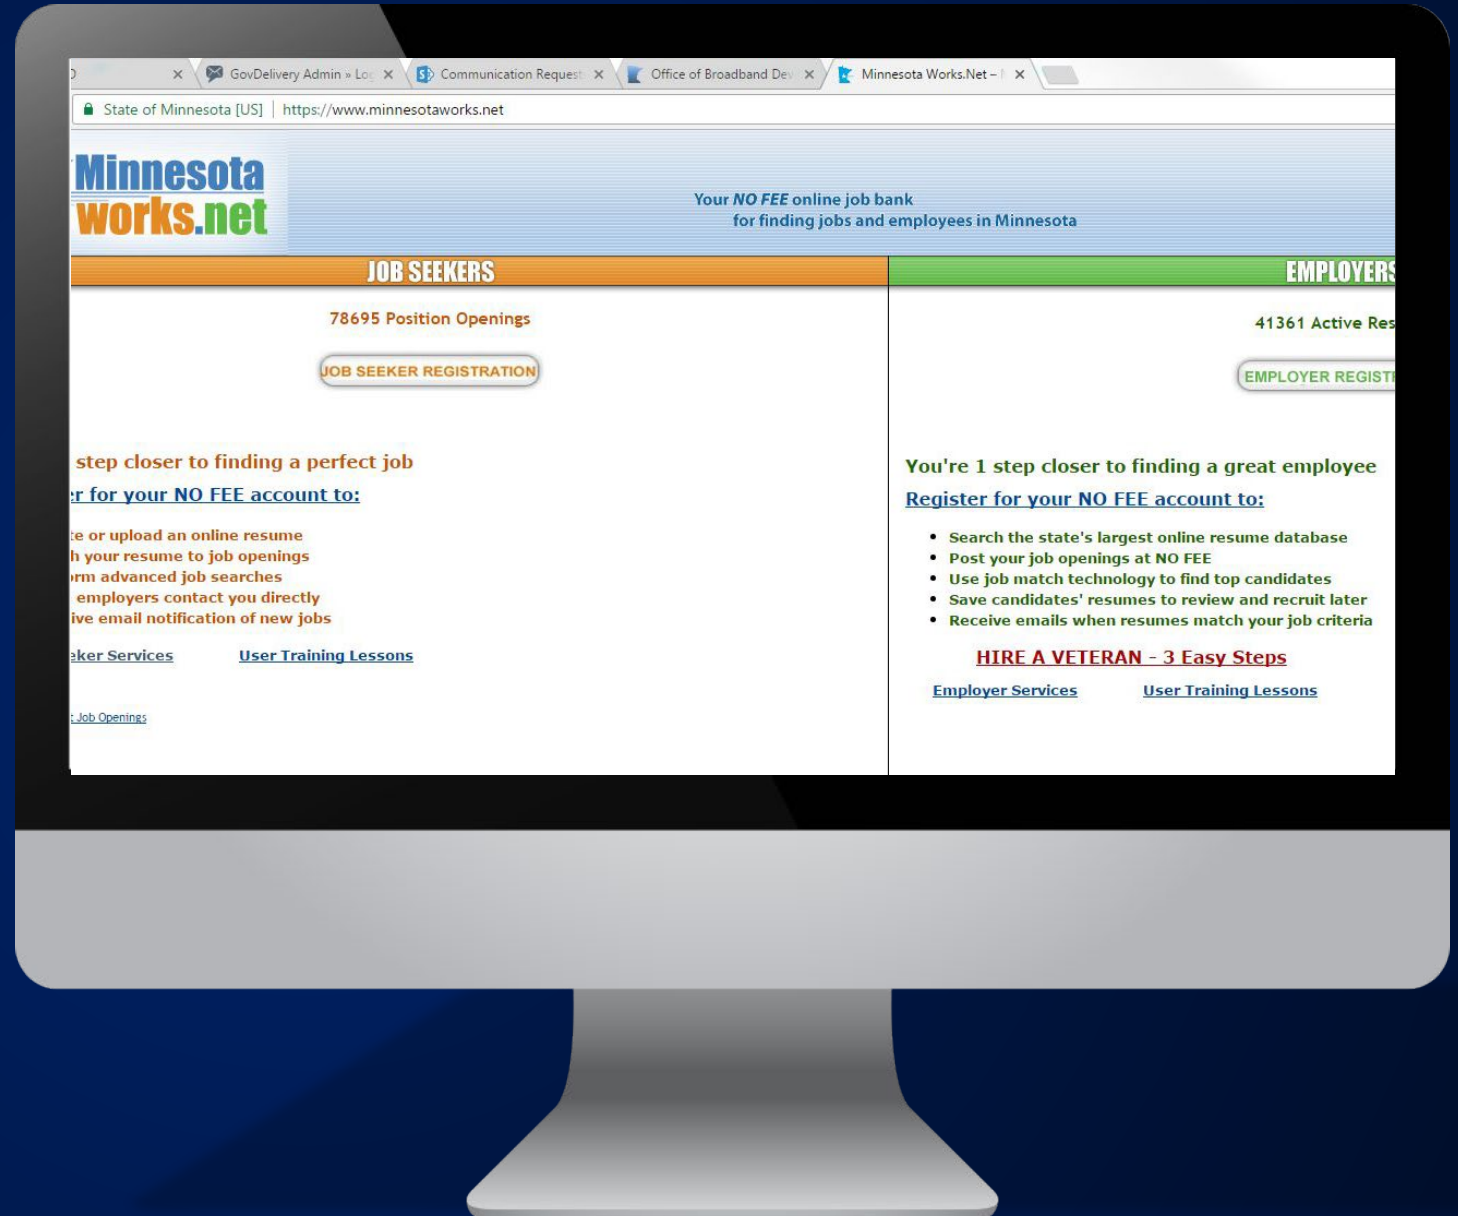 GovDelivery Admin » Lo
Communication Request
Office of Broadband Dev
Minnesota Works.Net –
State of Minnesota [US] | https://www.minnesotaworks.net
Minnesota
works.net
Your NO FEE online job bank
for finding jobs and employees in Minnesota
JOB SEEKERS
78695 Position Openings
JOB SEEKER REGISTRATION
step closer to finding a perfect job
for your NO FEE account to:
or upload an online resume
your resume to job openings
advanced job searches
employers contact you directly
email notification of new jobs
Services
User Training Lessons
Job Openings
EMPLOYERS
41361 Active Res
EMPLOYER REGIST
You're 1 step closer to finding a great employee
Register for your NO FEE account to:
• Search the state's largest online resume database
• Post your job openings at NO FEE
• Use job match technology to find top candidates
• Save candidates' resumes to review and recruit later
• Receive emails when resumes match your job criteria
HIRE A VETERAN - 3 Easy Steps
Employer Services
User Training Lessons